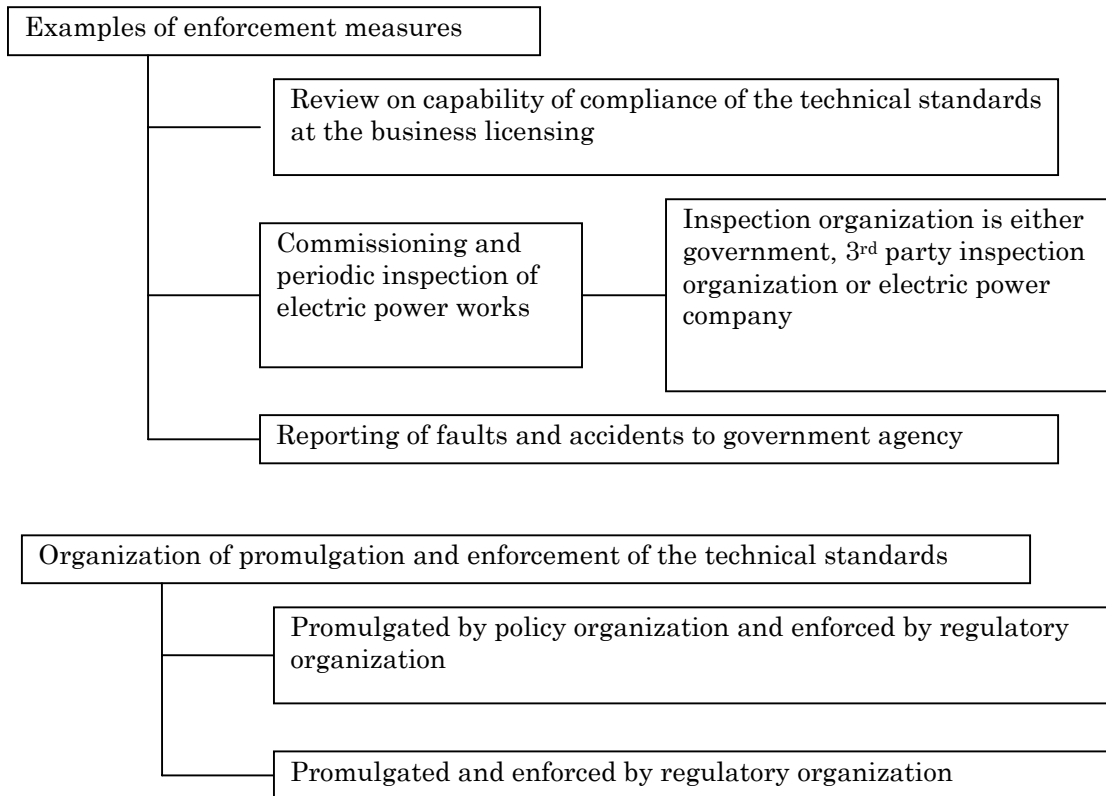 Examples of enforcement measures
Review on capability of compliance of the technical standards
at the business licensing
Commissioning and
periodic inspection of
electric power works
Inspection organization is either
government, 3rd party inspection
organization or electric power
company
Reporting of faults and accidents to government agency
Organization of promulgation and enforcement of the technical standards
Promulgated by policy organization and enforced by regulatory
organization
Promulgated and enforced by regulatory organization